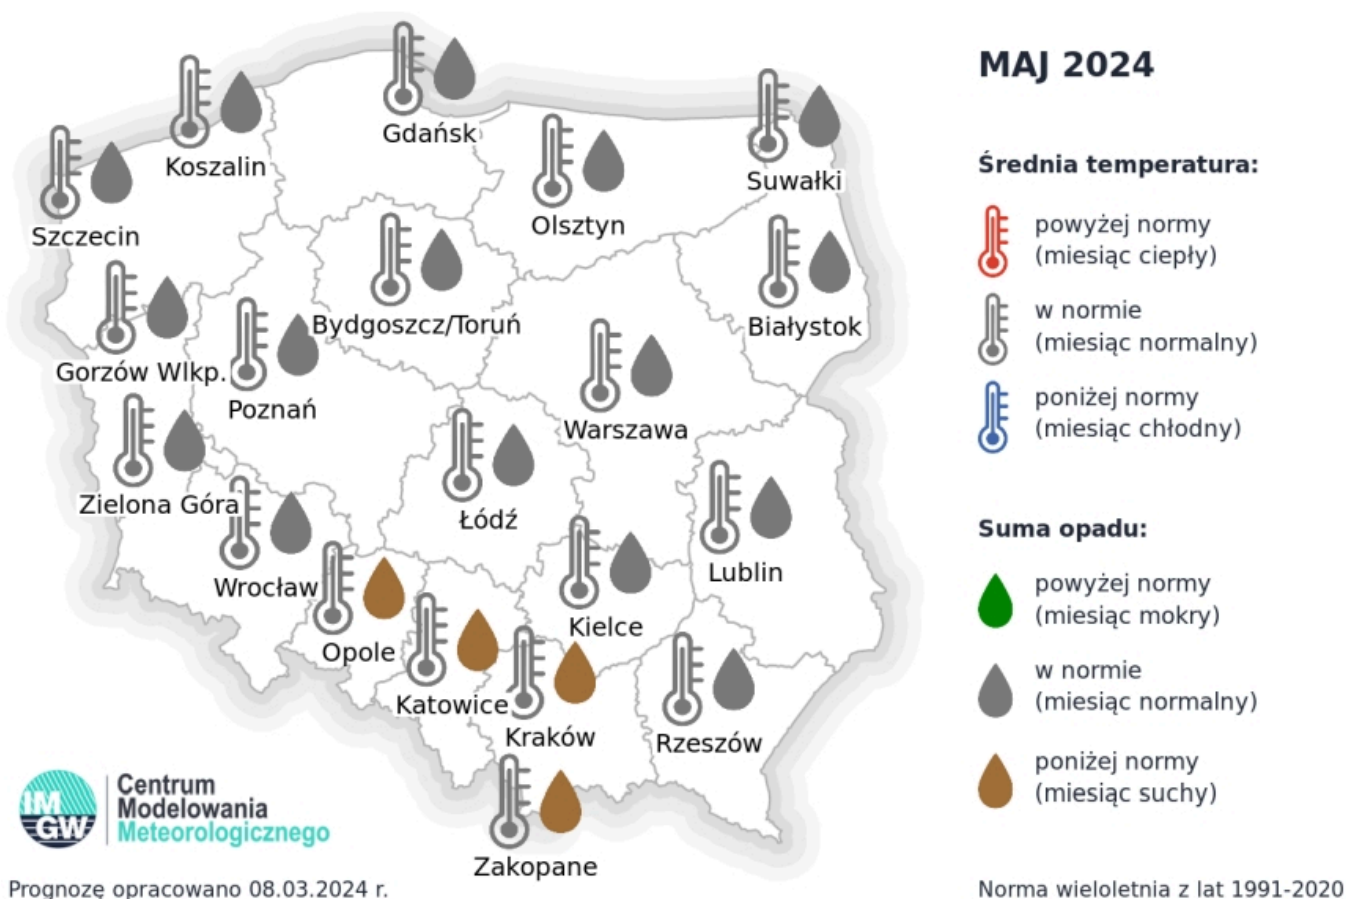 MAJ 2024
Średnia temperatura:
powyżej normy
(miesiąc ciepły)
w normie
(miesiąc normalny)
poniżej normy
(miesiąc chłodny)
Suma opadu:
powyżej normy
(miesiąc mokry)
w normie
(miesiąc normalny)
poniżej normy
(miesiąc suchy)
Gdańsk
Koszalin
Suwałki
Olsztyn
Szczecin
Bydgoszcz/Toruń
Białystok
Gorzów Wlkp.
Poznań
Warszawa
Zielona Góra
Łódź
Lublin
Wrocław
Kielce
Opole
Katowice
Kraków
Rzeszów
Zakopane
IM
GW
Centrum
Modelowania
Meteorologicznego
Prognozę opracowano 08.03.2024 r.
Norma wieloletnia z lat 1991-2020